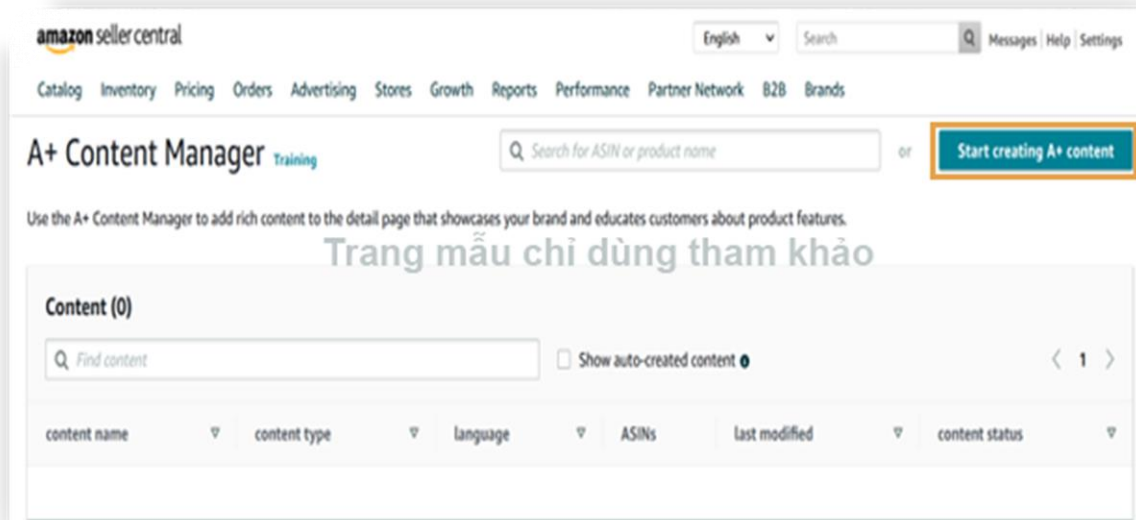 amazon seller central
English
Search
Messages | Help | Settings
Catalog Inventory Pricing Orders Advertising Stores Growth Reports Performance Partner Network B2B Brands
A+ Content Manager Training
Search for ASIN or product name
or
Start creating A+ content
Use the A+ Content Manager to add rich content to the detail page that showcases your brand and educates customers about product features.
Trang mẫu chỉ dùng tham khảo
Content (0)
Find content
Show auto-created content
1
content name content type language ASINs last modified content status